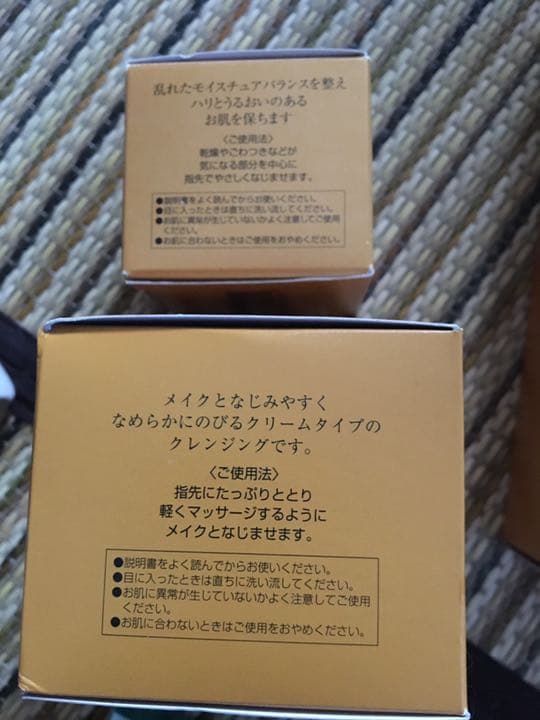 乱れたモイスチュアバランスを整え
ハリとうるおいのある
お肌を保ちます
〈ご使用法〉
乾燥やごわつきなどが
気になる部分を中心に
指先でやさしくなじませます。
●説明書をよく読んでからお使いください。
●目に入ったときは直ちに洗い流してください。
●お肌に異常が生じていないかよく注意してご使用
ください。
●お肌に合わないときはご使用をおやめください。
メイクとなじみやすく
なめらかにのびるクリームタイプの
クレンジングです。
〈ご使用法〉
指先にたっぷりととり
軽くマッサージするように
メイクとなじませます。
●説明書をよく読んでからお使いください。
●目に入ったときは直ちに洗い流してください。
●お肌に異常が生じていないかよく注意してご使用
ください。
●お肌に合わないときはご使用をおやめください。